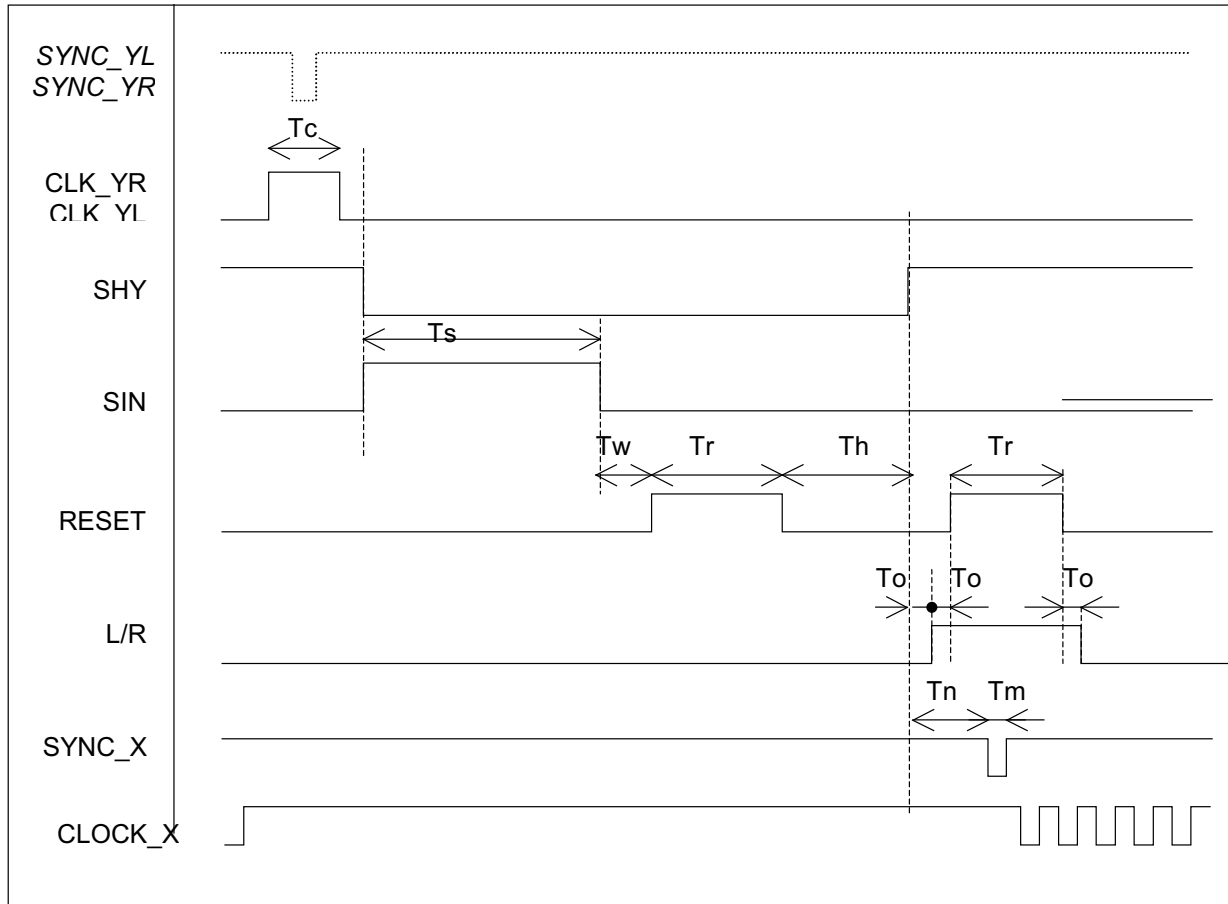 SYNC_YL
SYNC_YR
Tc
CLK_YR
CLK_YL
SHY
Ts
SIN
Tw Tr Th Tr
RESET
To To To
L/R
Tn Tm
SYNC_X
CLOCK_X